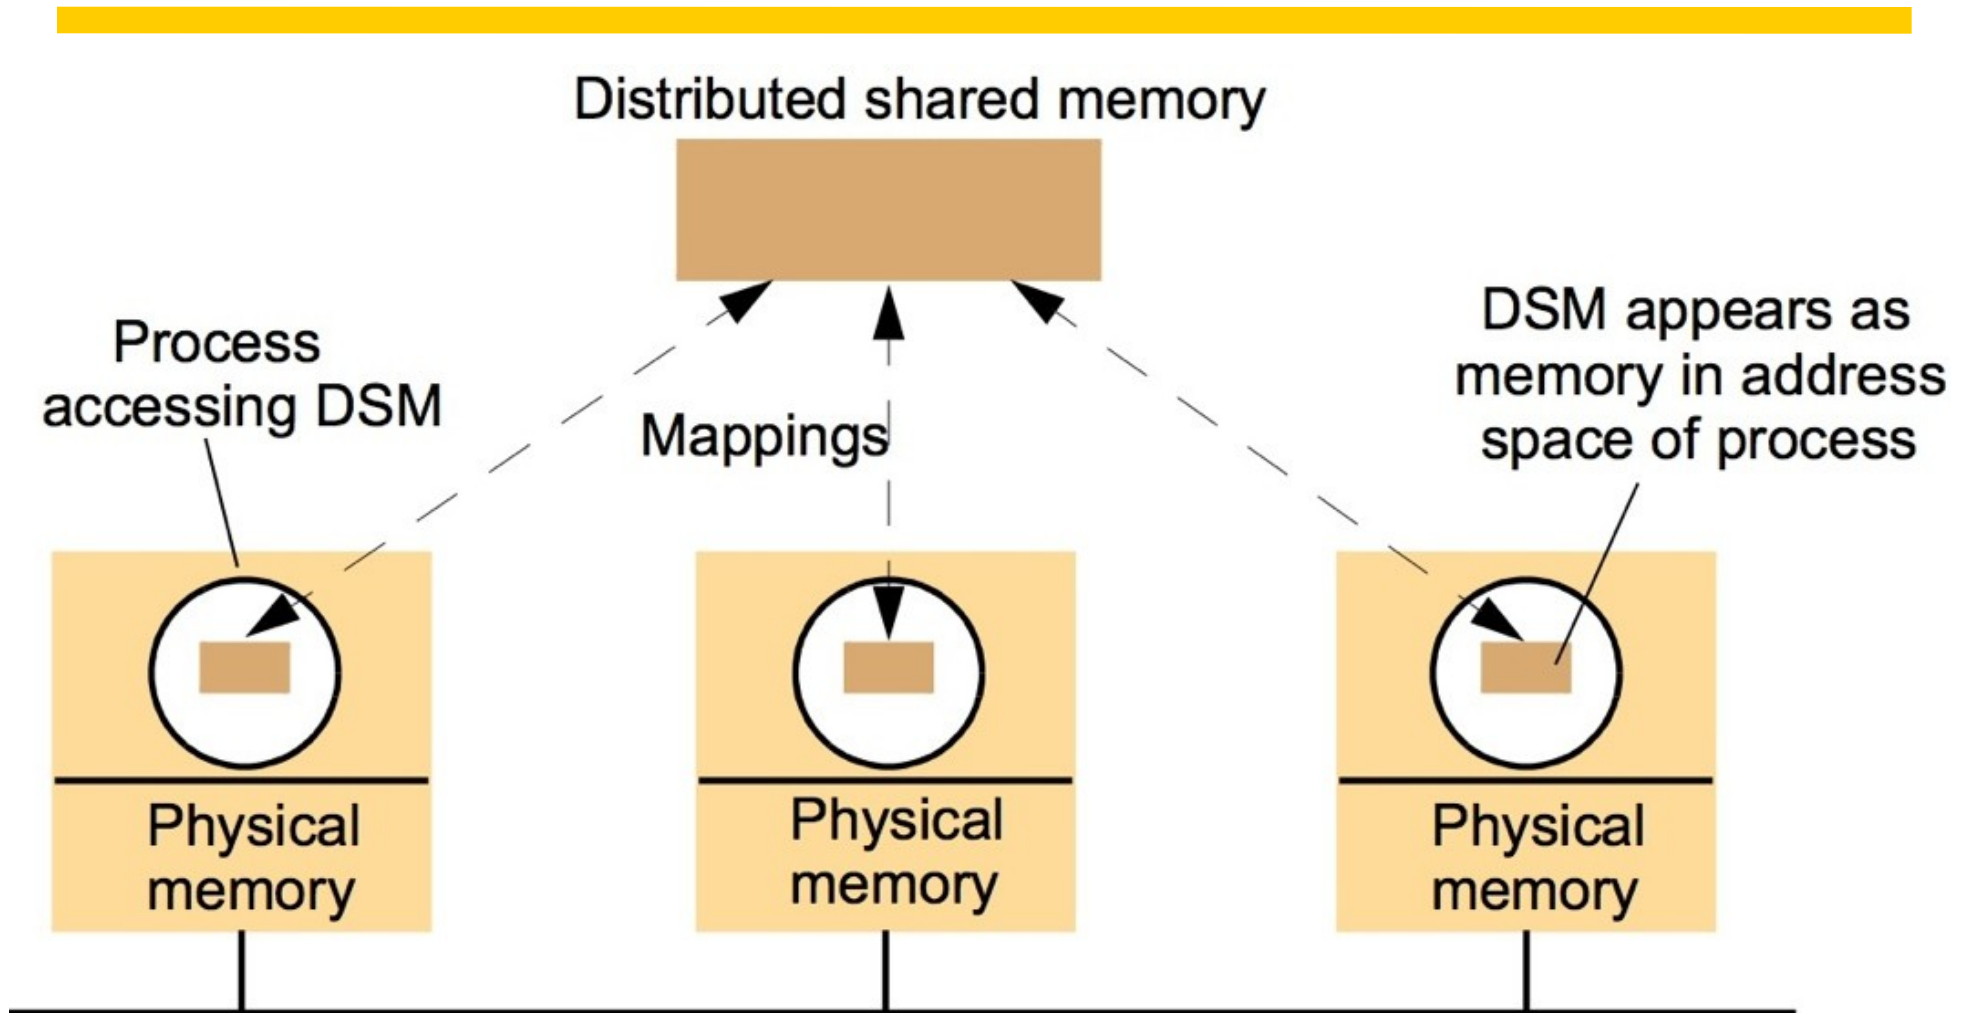 Distributed shared memory
Process
accessing DSM
Mappings
DSM appears as
memory in address
space of process
Physical
memory
Physical
memory
Physical
memory